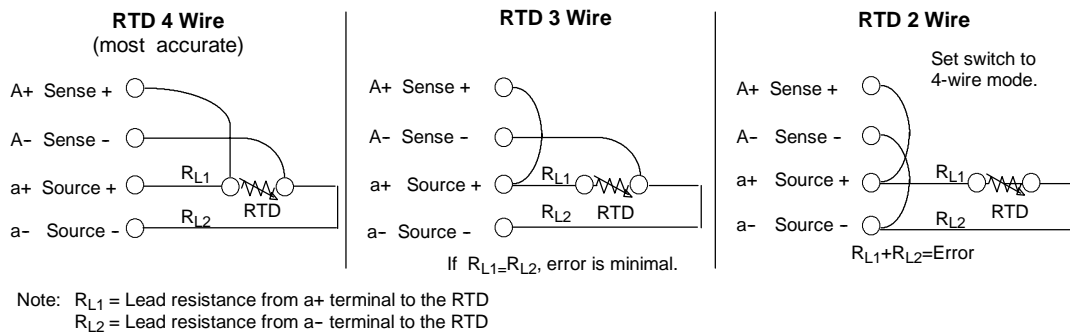 RTD 4 Wire
(most accurate)
A+ Sense +
A− Sense −
a+ Source +
a− Source −
RL1
RTD
RL2
RTD 3 Wire
A+ Sense +
A− Sense −
a+ Source +
a− Source −
RL1
RL2
RTD
If RL1=RL2, error is minimal.
RTD 2 Wire
Set switch to
4-wire mode.
A+ Sense +
A− Sense −
a+ Source +
a− Source −
RL1
RTD
RL2
RL1+RL2=Error
Note: RL1 = Lead resistance from a+ terminal to the RTD
RL2 = Lead resistance from a− terminal to the RTD